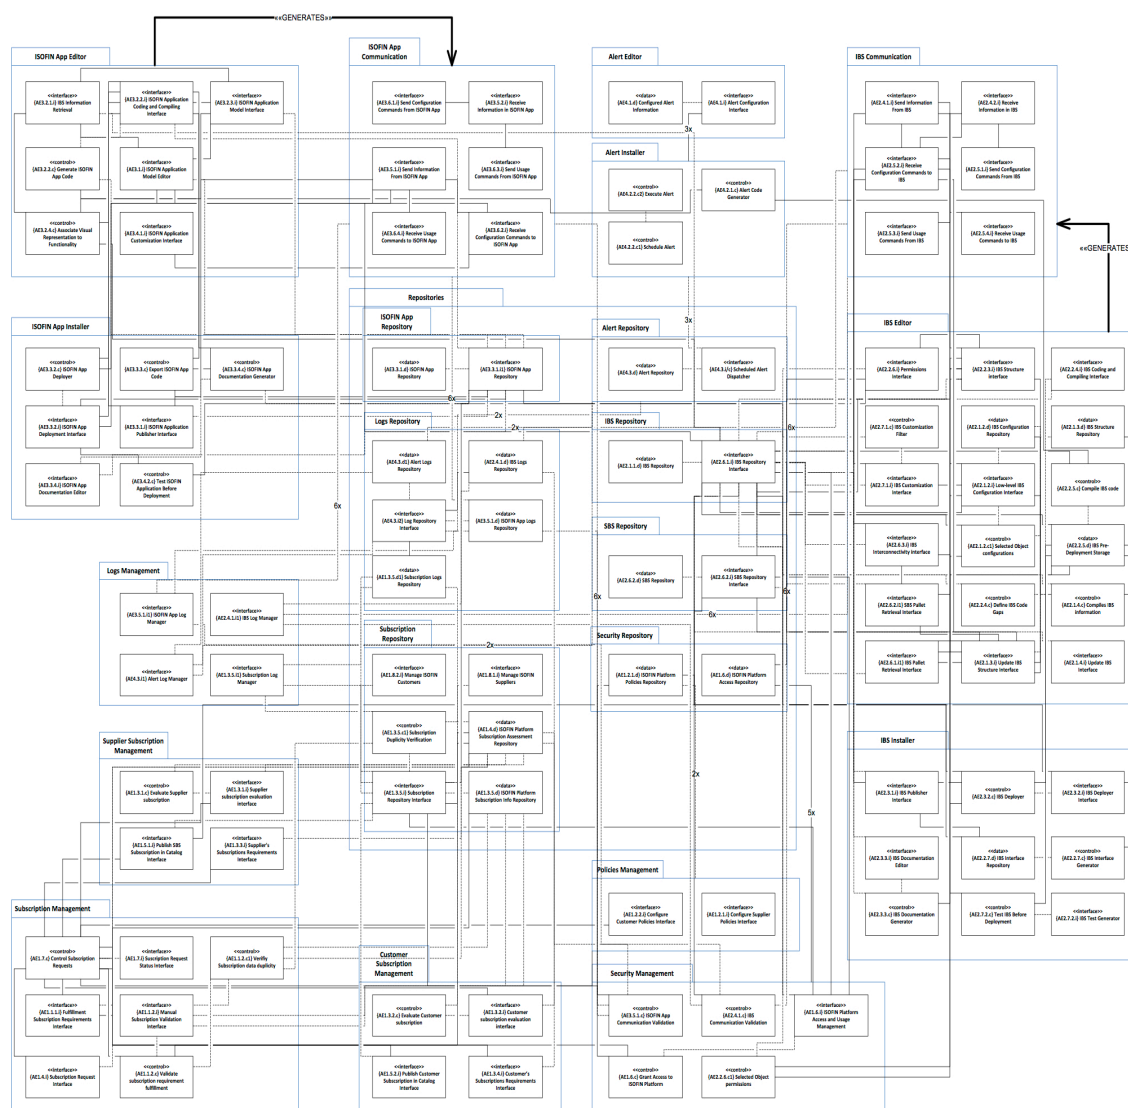 ««GENERATES»»
ISOFIN App Editor
<<interface>>
(AE3.2.1.i) IBS Information
Retrieval
<<interface>>
(AE3.2.2.i) ISOFIN Application
Coding and Compiling
Interface
<<interface>>
(AE3.2.3.i) ISOFIN Application
Model Interface
<<control>>
(AE3.2.2.c) Generate ISOFIN
App Code
<<interface>>
(AE3.1.i) ISOFIN Application
Model Editor
<<control>>
(AE3.2.4.c) Associate Visual
Representation to
Functionality
<<interface>>
(AE3.4.1.i) ISOFIN Application
Customization Interface
ISOFIN App
Communication
<<interface>>
(AE3.6.1.i) Send Configuration
Commands From ISOFIN App
<<interface>>
(AE3.5.2.i) Receive
Information in ISOFIN App
<<interface>>
(AE3.5.1.i) Send Information
From ISOFIN App
<<interface>>
(AE3.6.3.i) Send Usage
Commands From ISOFIN App
<<interface>>
(AE3.6.4.i) Receive Usage
Commands to ISOFIN App
<<interface>>
(AE3.6.2.i) Receive
Configuration Commands to
ISOFIN App
Alert Editor
<<data>>
(AE4.1.d) Configured Alert
Information
<<interface>>
(AE4.1.i) Alert Configuration
Interface
3x
Alert Installer
<<control>>
(AE4.2.2.c2) Execute Alert
<<control>>
(AE4.2.1.c) Alert Code
Generator
<<control>>
(AE4.2.2.c1) Schedule Alert
IBS Communication
<<interface>>
(AE2.4.1.i) Send Information
From IBS
<<interface>>
(AE2.4.2.i) Receive
Information in IBS
<<interface>>
(AE2.5.2.i) Receive
Configuration Commands to
IBS
<<interface>>
(AE2.5.1.i) Send Configuration
Commands From IBS
<<interface>>
(AE2.5.3.i) Send Usage
Commands From IBS
<<interface>>
(AE2.5.4.i) Receive Usage
Commands to IBS
««GENERATES
ISOFIN App Installer
<<control>>
(AE3.3.2.c) ISOFIN App
Deployer
<<control>>
(AE3.3.3.c) Export ISOFIN App
Code
<<control>>
(AE3.3.4.c) ISOFIN App
Documentation Generator
<<interface>>
(AE3.3.2.i) ISOFIN App
Deployment Interface
<<interface>>
(AE3.3.1.i) ISOFIN App
Publisher Interface
<<interface>>
(AE3.3.4.i) ISOFIN App
Documentation Editor
<<control>>
(AE3.4.2.c) Test ISOFIN
Application Before
Deployment
Repositories
ISOFIN App
Repository
<<data>>
(AE3.3.1.d) ISOFIN App
Repository
<<interface>>
(AE3.3.1.i1) ISOFIN App
Repository
6x
2x
2x
3x
Alert Repository
<<data>>
(AE4.3.d) Alert Repository
<<interface>>
(AE4.3.i/c) Scheduled Alert
Dispatcher
Logs Repository
<<data>>
(AE4.3.d1) Alert Logs
Repository
<<data>>
(AE2.4.1.d) IBS Logs
Repository
<<interface>>
(AE4.3.i2) Log Repository
Interface
<<data>>
(AE3.5.1.d) ISOFIN App Logs
Repository
<<data>>
(AE1.3.5.d1) Subscription Logs
Repository
6x
IBS Repository
<<data>>
(AE2.1.1.d) IBS Repository
<<interface>>
(AE2.6.1.i) IBS Repository
Interface
6x
6x
SBS Repository
<<data>>
(AE2.6.2.d) SBS Repository
<<interface>>
(AE2.6.2.i) SBS Repository
Interface
6x
6x
6x
IBS Editor
<<interface>>
(AE2.2.6.i) Permissions Interface
<<interface>>
(AE2.2.3.i) IBS Structure
Interface
<<interface>>
(AE2.2.4.i) IBS Coding and
Compiling Interface
<<control>>
(AE2.7.1.c) IBS Customization
Filter
<<data>>
(AE2.1.2.d) IBS Configuration
Repository
<<data>>
(AE2.1.3.d) IBS Structure
Repository
<<interface>>
(AE2.7.1.i) IBS Customization
Interface
<<interface>>
(AE2.1.2.i) Low-level IBS
Configuration Interface
<<control>>
(AE2.2.5.c) Compile IBS code
<<interface>>
(AE2.6.3.i) IBS
Interconnectivity Interface
<<control>>
(AE2.1.2.c1) Selected Object
configurations
<<data>>
(AE2.2.5.d) IBS Pre-
Deployment Storage
<<interface>>
(AE2.6.2.i1) SBS Pallet
Retrieval Interface
<<control>>
(AE2.2.4.c) Define IBS Code
Gaps
<<control>>
(AE2.1.4.c) Compiles IBS
information
<<interface>>
(AE2.6.1.i1) IBS Pallet
Retrieval Interface
<<interface>>
(AE2.1.3.i) Update IBS
Structure Interface
<<interface>>
(AE2.1.4.i) Update IBS
Interface
Logs Management
<<interface>>
(AE3.5.1.i1) ISOFIN App Log
Manager
<<interface>>
(AE2.4.1.i1) IBS Log Manager
<<interface>>
(AE4.3.i1) Alert Log Manager
<<interface>>
(AE1.3.5.i1) Subscription Log
Manager
Subscription
Repository
<<interface>>
(AE1.8.2.i) Manage ISOFIN
Customers
<<interface>>
(AE1.8.1.i) Manage ISOFIN
Suppliers
<<control>>
(AE1.3.5.c1) Subscription
Duplicity Verification
<<data>>
(AE1.4.d) ISOFIN Platform
Subscription Assessment
Repository
<<interface>>
(AE1.3.5.i) Subscription
Repository Interface
<<data>>
(AE1.3.5.d) ISOFIN Platform
Subscription Info Repository
2x
Security Repository
<<data>>
(AE1.2.1.d) ISOFIN Platform
Policies Repository
<<data>>
(AE1.6.d) ISOFIN Platform
Access Repository
2x
5x
Supplier Subscription
Management
<<control>>
(AE1.3.1.c) Evaluate Supplier
subscription
<<interface>>
(AE1.3.1.i) Supplier
subscription evaluation
interface
<<interface>>
(AE1.5.1.i) Publish SBS
Subscription in Catalog
Interface
<<interface>>
(AE1.3.3.i) Supplier's
Subscriptions Requirements
Interface
IBS Installer
<<interface>>
(AE2.3.1.i) IBS Publisher
Interface
<<control>>
(AE2.3.2.c) IBS Deployer
<<interface>>
(AE2.3.2.i) IBS Deployer
Interface
<<interface>>
(AE2.3.3.i) IBS Documentation
Editor
<<data>>
(AE2.2.7.d) IBS Interface
Repository
<<control>>
(AE2.2.7.c) IBS Interface
Generator
<<control>>
(AE2.3.3.c) IBS Documentation
Generator
<<control>>
(AE2.7.2.c) Test IBS Before
Deployment
<<interface>>
(AE2.7.2.i) IBS Test Generator
Policies Management
<<interface>>
(AE1.2.2.i) Configure
Customer Policies Interface
<<interface>>
(AE1.2.1.i) Configure Supplier
Policies Interface
Subscription Management
<<control>>
(AE1.7.c) Control Subscription
Requests
<<interface>>
(AE1.7.i) Suscription Request
Status Interface
<<control>>
(AE1.1.2.c1) Verifiy
Subscription data duplicity
<<interface>>
(AE1.1.1.i) Fulfillment
Subscription Requirements
Interface
<<interface>>
(AE1.1.2.i) Manual
Subscription Validation
Interface
<<interface>>
(AE1.4.i) Subscription Request
Interface
<<control>>
(AE1.1.2.c) Validate
subscription requirement
fulfillment
Customer
Subscription
Management
<<control>>
(AE1.3.2.c) Evaluate Customer
subscription
<<interface>>
(AE1.3.2.i) Customer
subscription evaluation
interface
<<interface>>
(AE1.5.2.i) Publish Customer
Subscription in Catalog
Interface
<<interface>>
(AE1.3.4.i) Customer's
Subscriptions Requirements
Interface
Security Management
<<control>>
(AE3.5.1.c) ISOFIN App
Communication Validation
<<control>>
(AE2.4.1.c) IBS
Communication Validation
<<interface>>
(AE1.6.i) ISOFIN Platform
Access and Usage
Management
<<control>>
(AE1.6.c) Grant Access to
ISOFIN Platform
<<control>>
(AE2.2.6.c1) Selected Object
permissions